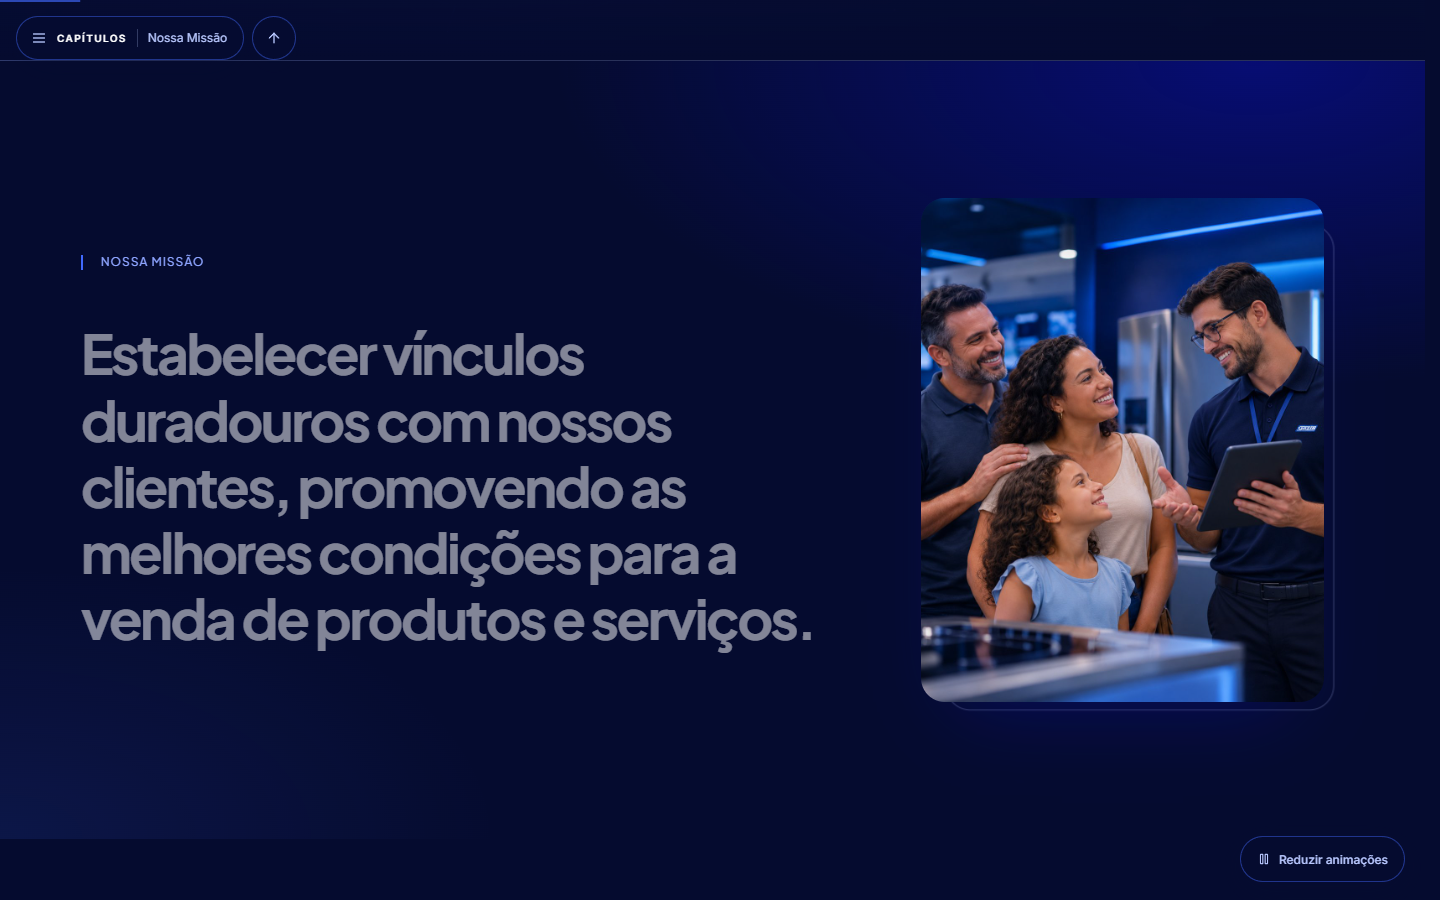 CAPÍTULOS
Nossa Missão
NOSSA MISSÃO
Estabelecer vínculos
duradouros com nossos
clientes, promovendo as
melhores condições para a
venda de produtos e serviços.
Reduzir animações